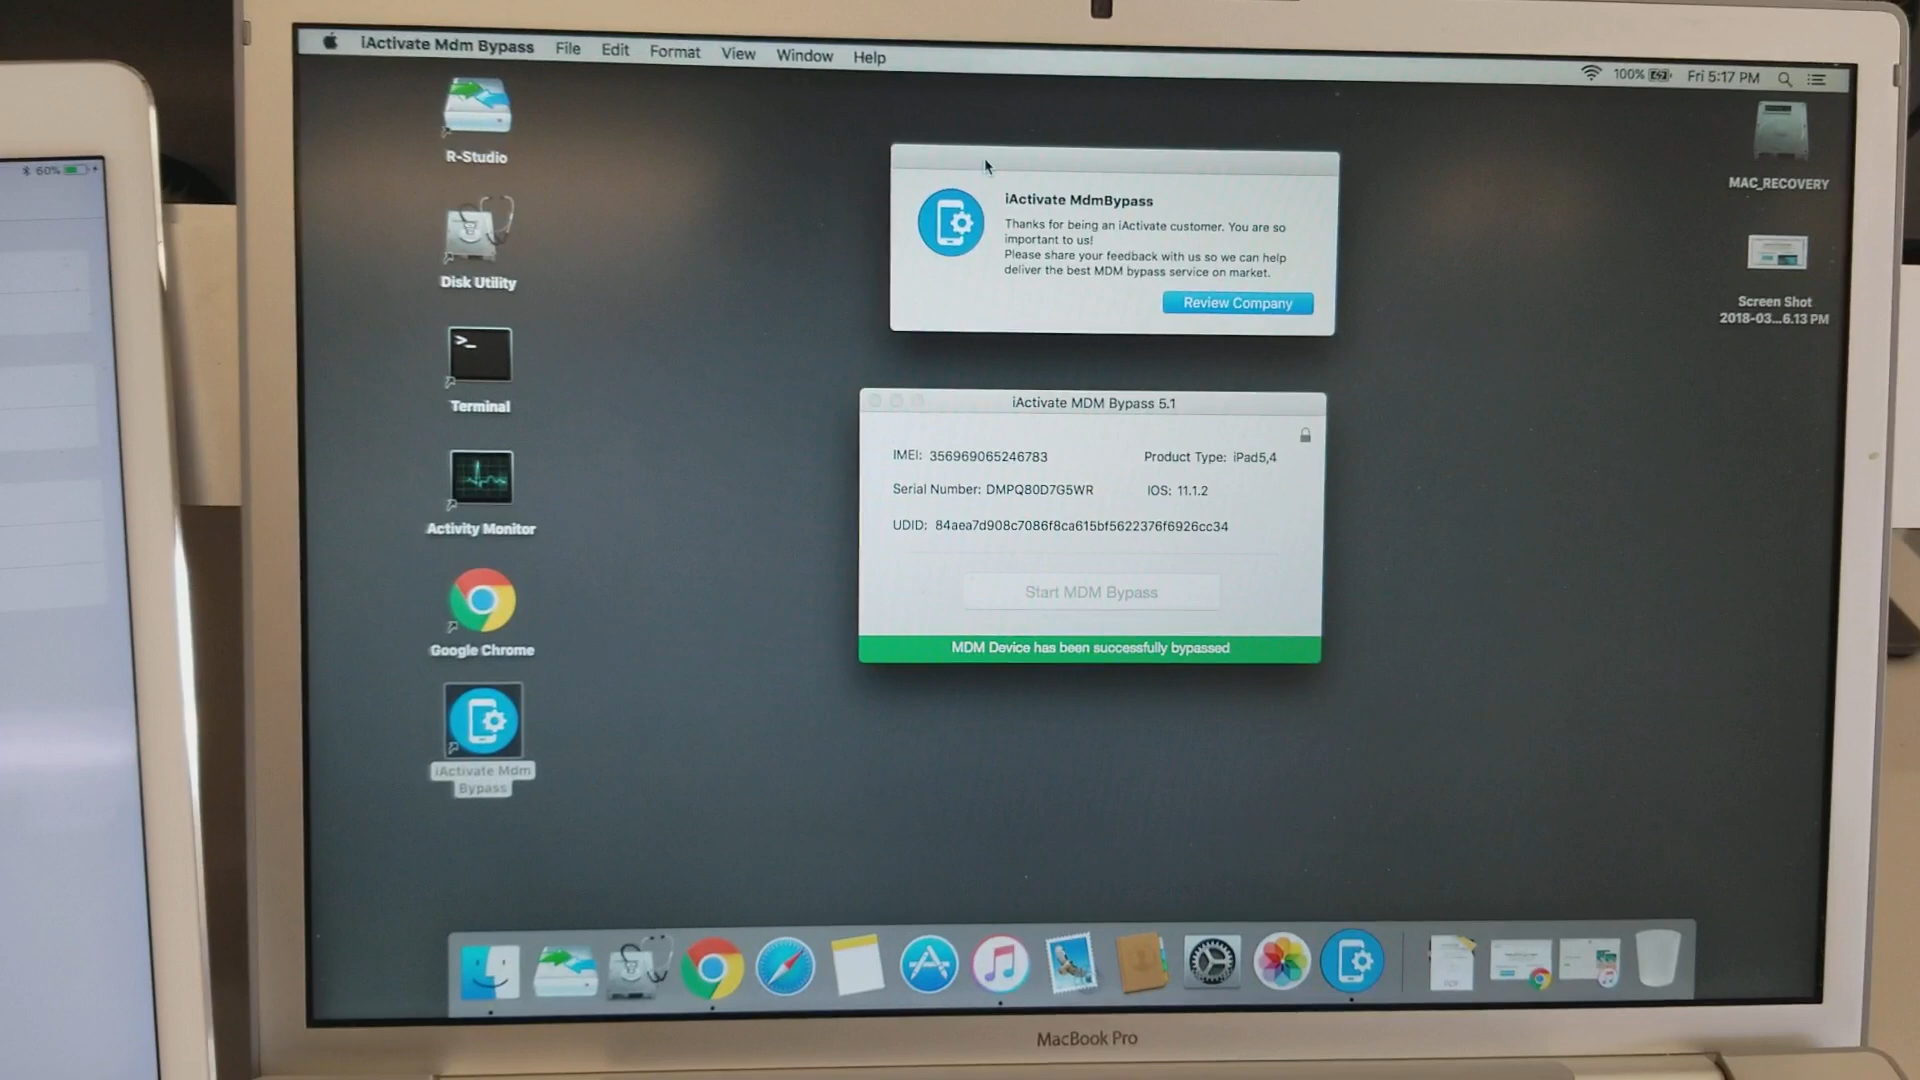 iActivate Mdm Bypass File Edit Format View Window Help
100% Fri 5:17 PM
60%
R-Studio
Disk Utility
Terminal
Activity Monitor
Google Chrome
iActivate Mdm
Bypass
iActivate MdmBypass
Thanks for being an iActivate customer. You are so
important to us!
Please share your feedback with us so we can help
deliver the best MDM bypass service on market.
Review Company
iActivate MDM Bypass 5.1
IMEI: 356969065246783 Product Type: iPad5,4
Serial Number: DMPQ80D7G5WR IOS: 11.1.2
UDID: 84aea7d908c7086f8ca615bf5622376f6926cc34
Start MDM Bypass
MDM Device has been successfully bypassed
MAC_RECOVERY
Screen Shot
2018-03...6.13 PM
MacBook Pro